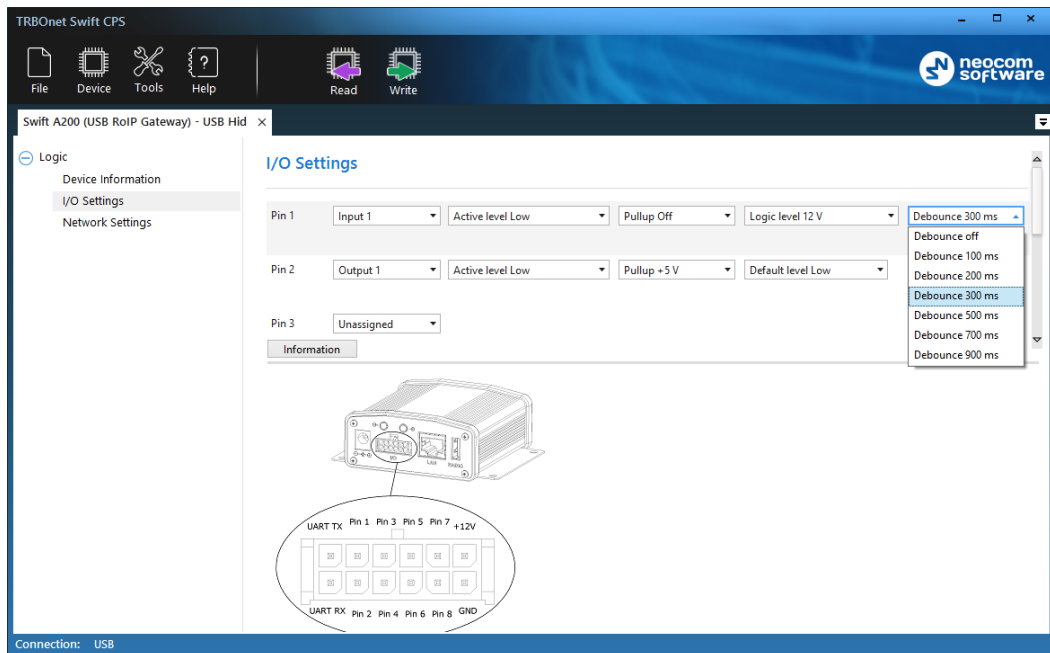 TRBOnet Swift CPS
File Device Tools Help Read Write
neocom
software
Swift A200 (USB RoIP Gateway) - USB Hid
Logic
Device Information
I/O Settings
Network Settings
I/O Settings
Pin 1 Input 1 Active level Low Pullup Off Logic level 12 V Debounce 300 ms
Debounce off
Debounce 100 ms
Debounce 200 ms
Debounce 300 ms
Debounce 500 ms
Debounce 700 ms
Debounce 900 ms
Pin 2 Output 1 Active level Low Pullup +5 V Default level Low
Pin 3 Unassigned
Information
I/O
LAN
RADIO
UART TX Pin 1 Pin 3 Pin 5 Pin 7 +12V
UART RX Pin 2 Pin 4 Pin 6 Pin 8 GND
Connection: USB